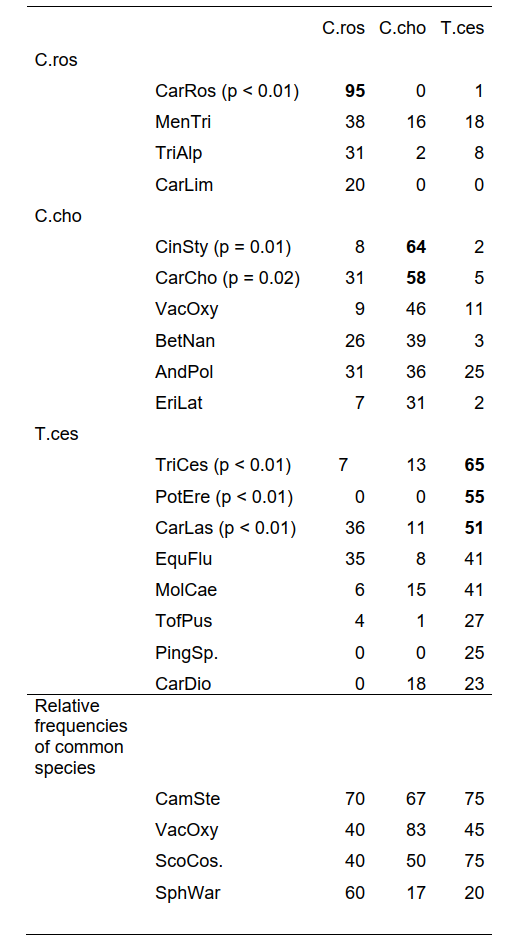 C.ros C.cho T.ces
C.ros
CarRos (p < 0.01) 95 0 1
MenTri 38 16 18
TriAlp 31 2 8
CarLim 20 0 0
C.cho
CinSty (p = 0.01) 8 64 2
CarCho (p = 0.02) 31 58 5
VacOxy 9 46 11
BetNan 26 39 3
AndPol 31 36 25
EriLat 7 31 2
T.ces
TriCes (p < 0.01) 7 13 65
PotEre (p < 0.01) 0 0 55
CarLas (p < 0.01) 36 11 51
EquFlu 35 8 41
MolCae 6 15 41
TofPus 4 1 27
PingSp. 0 0 25
CarDio 0 18 23
Relative
frequencies
of common
species
CamSte 70 67 75
VacOxy 40 83 45
ScoCos. 40 50 75
SphWar 60 17 20